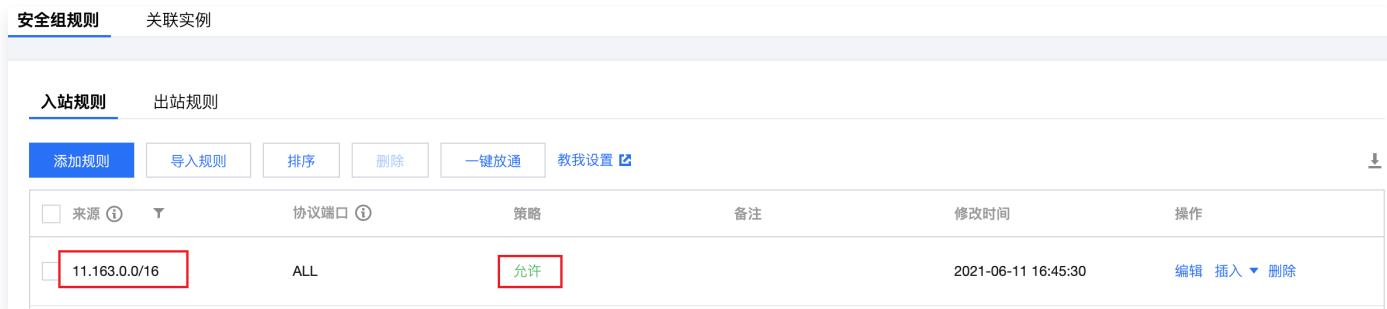 安全组规则 关联实例
入站规则 出站规则
添加规则 导入规则 排序 删除 一键放通 教我设置
来源 协议端口 策略 备注 修改时间 操作
11.163.0.0/16 ALL 允许 2021-06-11 16:45:30 编辑 插入 删除